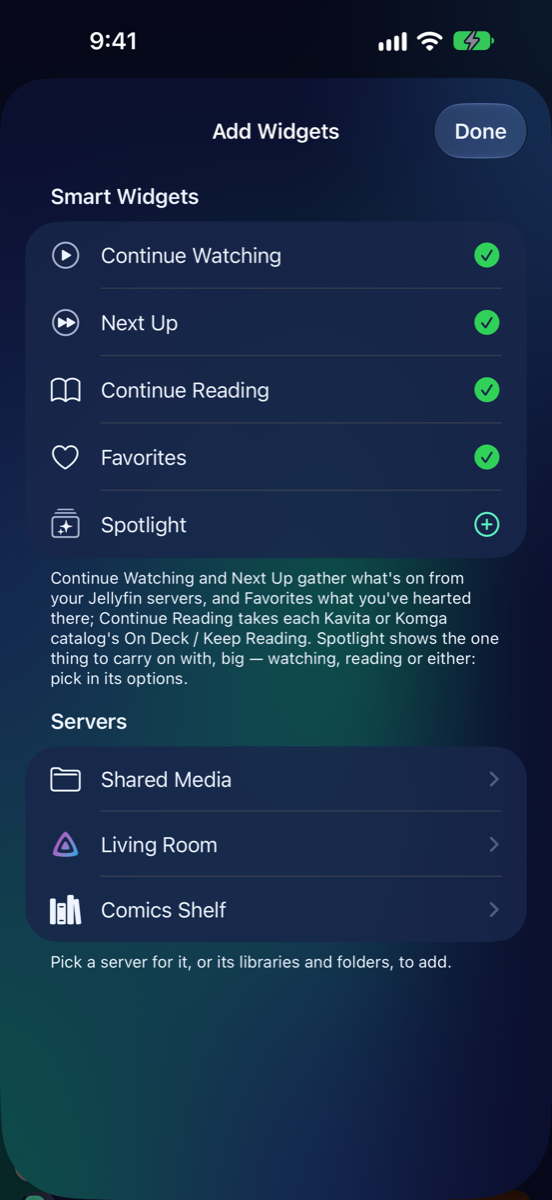 9:41
Add Widgets
Done
Smart Widgets
Continue Watching
Next Up
Continue Reading
Favorites
Spotlight
Continue Watching and Next Up gather what's on from
your Jellyfin servers, and Favorites what you've hearted
there; Continue Reading takes each Kavita or Komga
catalog's On Deck / Keep Reading. Spotlight shows the one
thing to carry on with, big — watching, reading or either:
pick in its options.
Servers
Shared Media
Living Room
Comics Shelf
Pick a server for it, or its libraries and folders, to add.